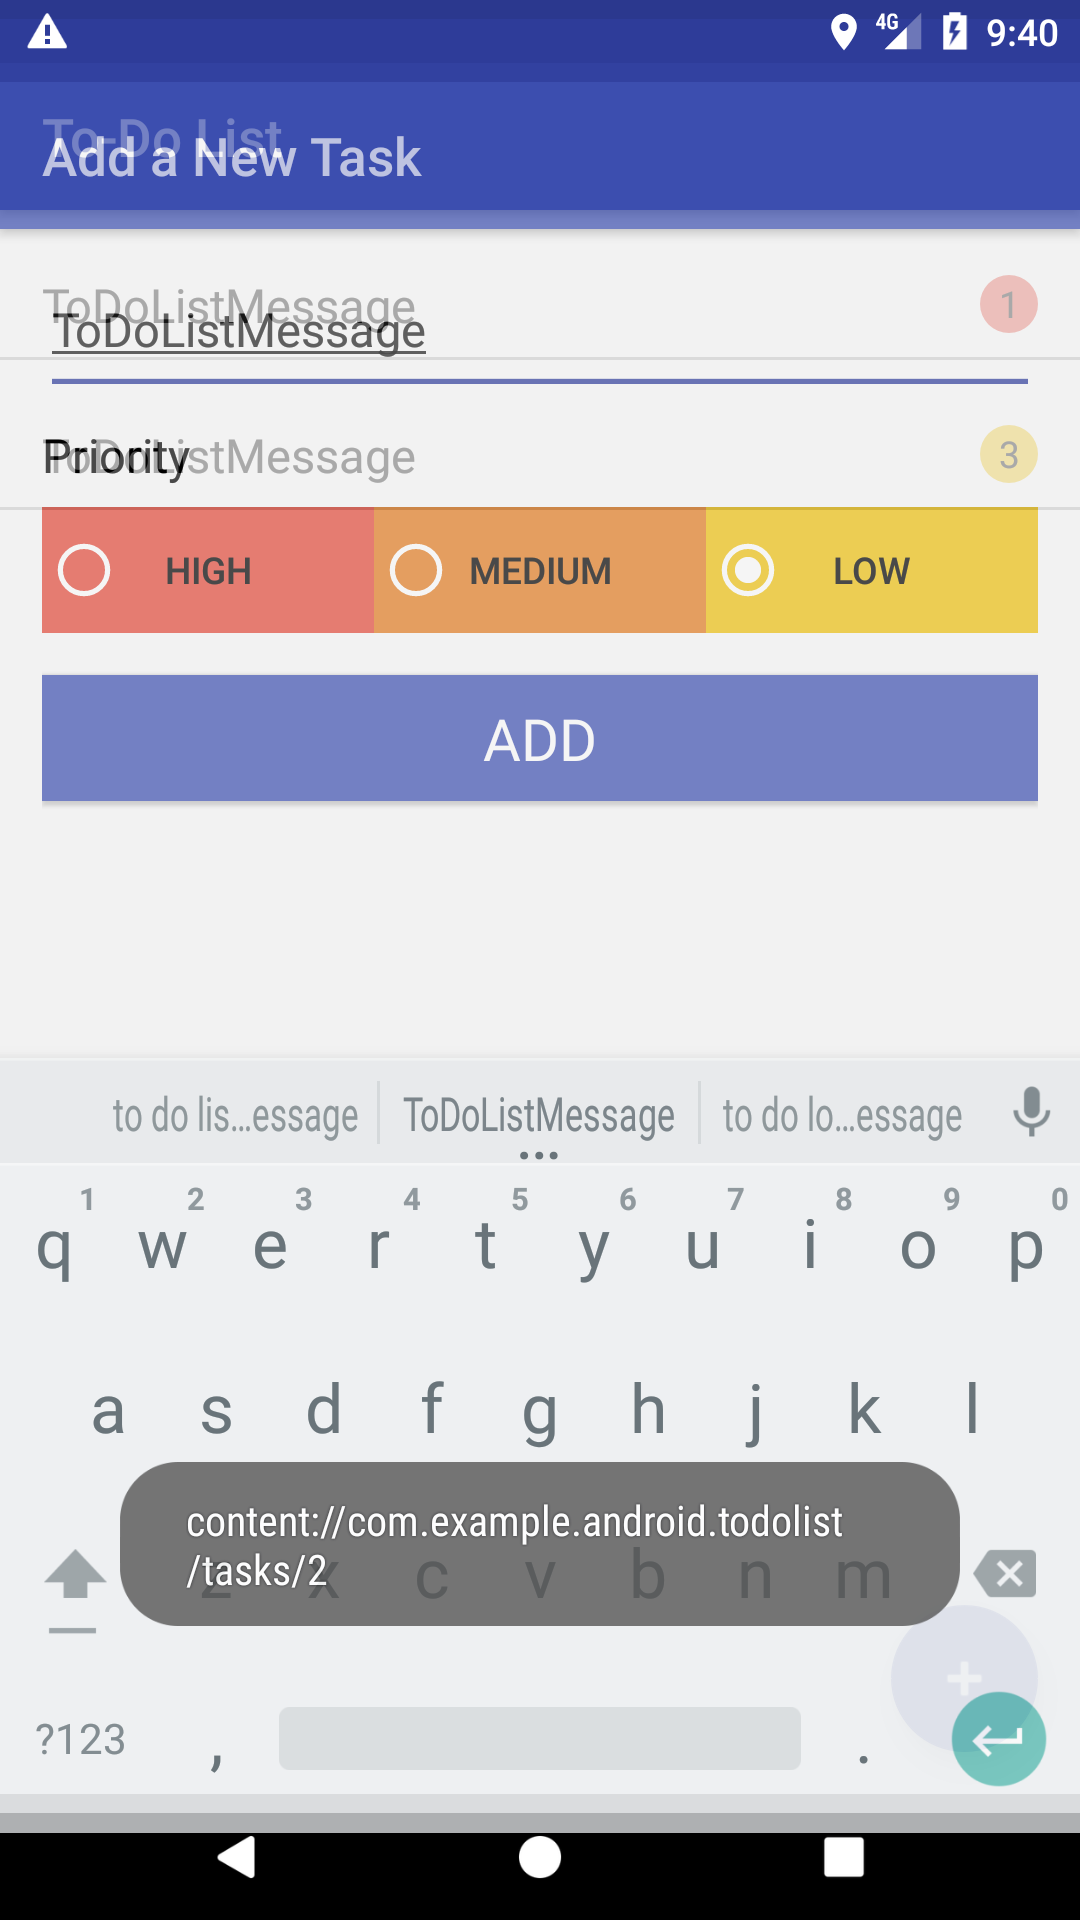 4G 9:40
To-Do List
Add a New Task
ToDoListMessage 1
ToDoListMessage
ToDoListMessage 3
Priority
HIGH MEDIUM LOW
ADD
to do lis...essage ToDoListMessage to do lo...essage
1 2 3 4 5 6 7 8 9 0
q w e r t y u i o p
a s d f g h j k l
content://com.example.android.todolist
/tasks/2
z x c v b n m
?123 , .